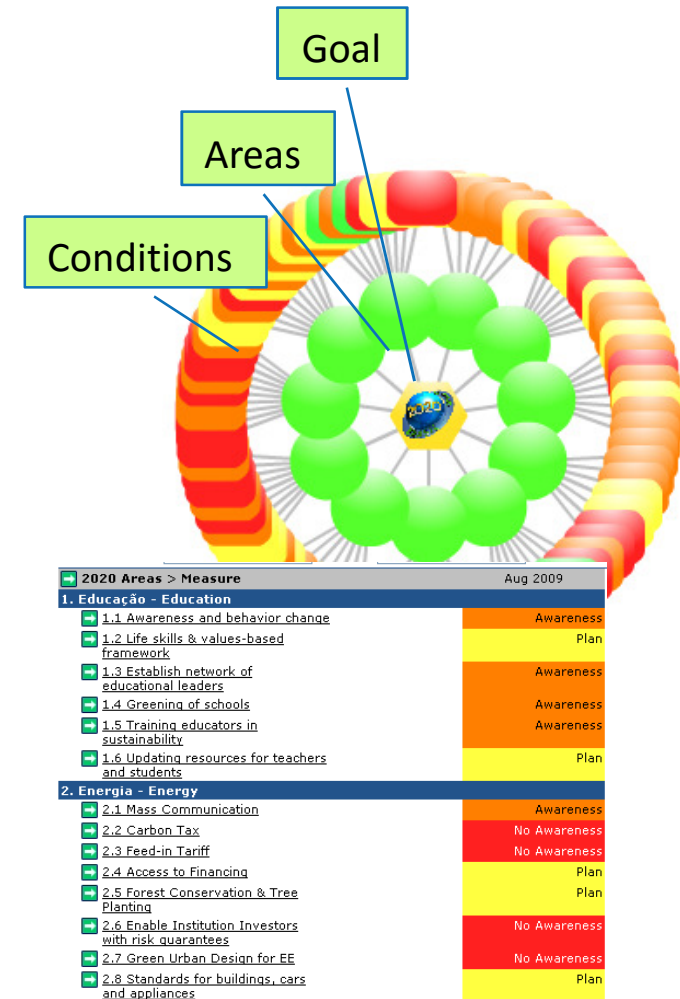 Goal
Areas
Conditions
2020
2020 Areas > Measure Aug 2009
1. Educação - Education
1.1 Awareness and behavior change Awareness
1.2 Life skills & values-based Plan
framework
1.3 Establish network of Awareness
educational leaders
1.4 Greening of schools Awareness
1.5 Training educators in Awareness
sustainability
1.6 Updating resources for teachers Plan
and students
2. Energia - Energy
2.1 Mass Communication Awareness
2.2 Carbon Tax No Awareness
2.3 Feed-in Tariff No Awareness
2.4 Access to Financing Plan
2.5 Forest Conservation & Tree Plan
Planting
2.6 Enable Institution Investors No Awareness
with risk guarantees
2.7 Green Urban Design for EE No Awareness
2.8 Standards for buildings, cars Plan
and appliances